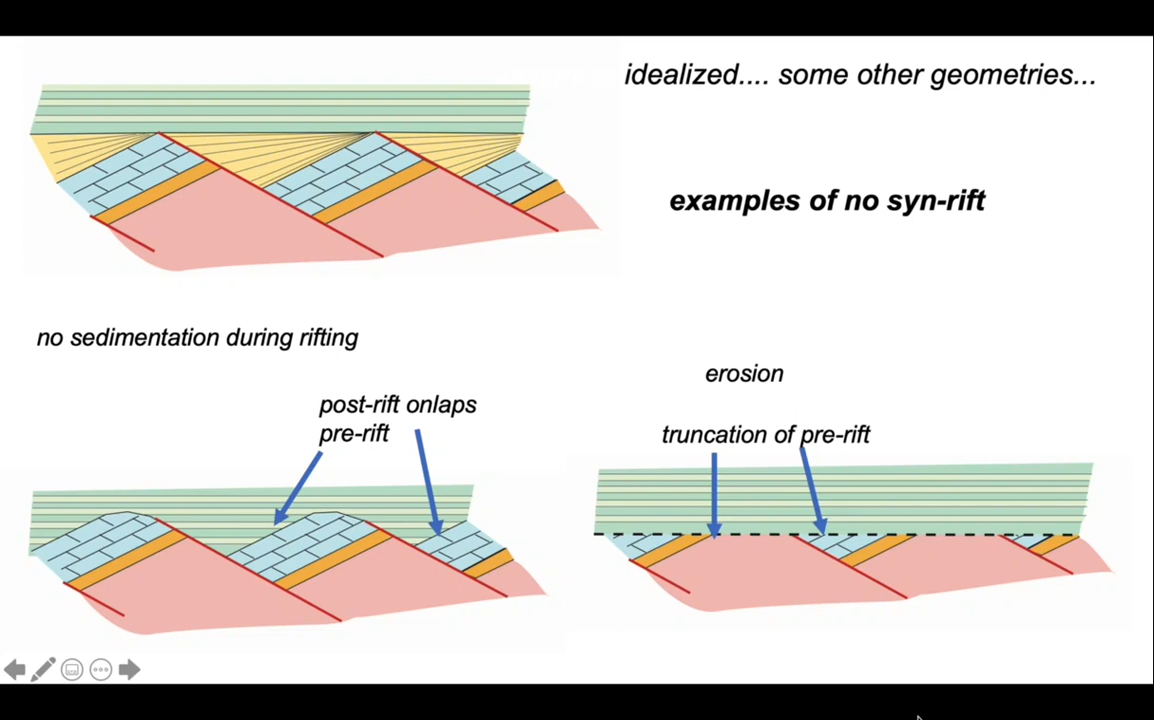 idealized.... some other geometries...
examples of no syn-rift
no sedimentation during rifting
post-rift onlaps
pre-rift
erosion
truncation of pre-rift